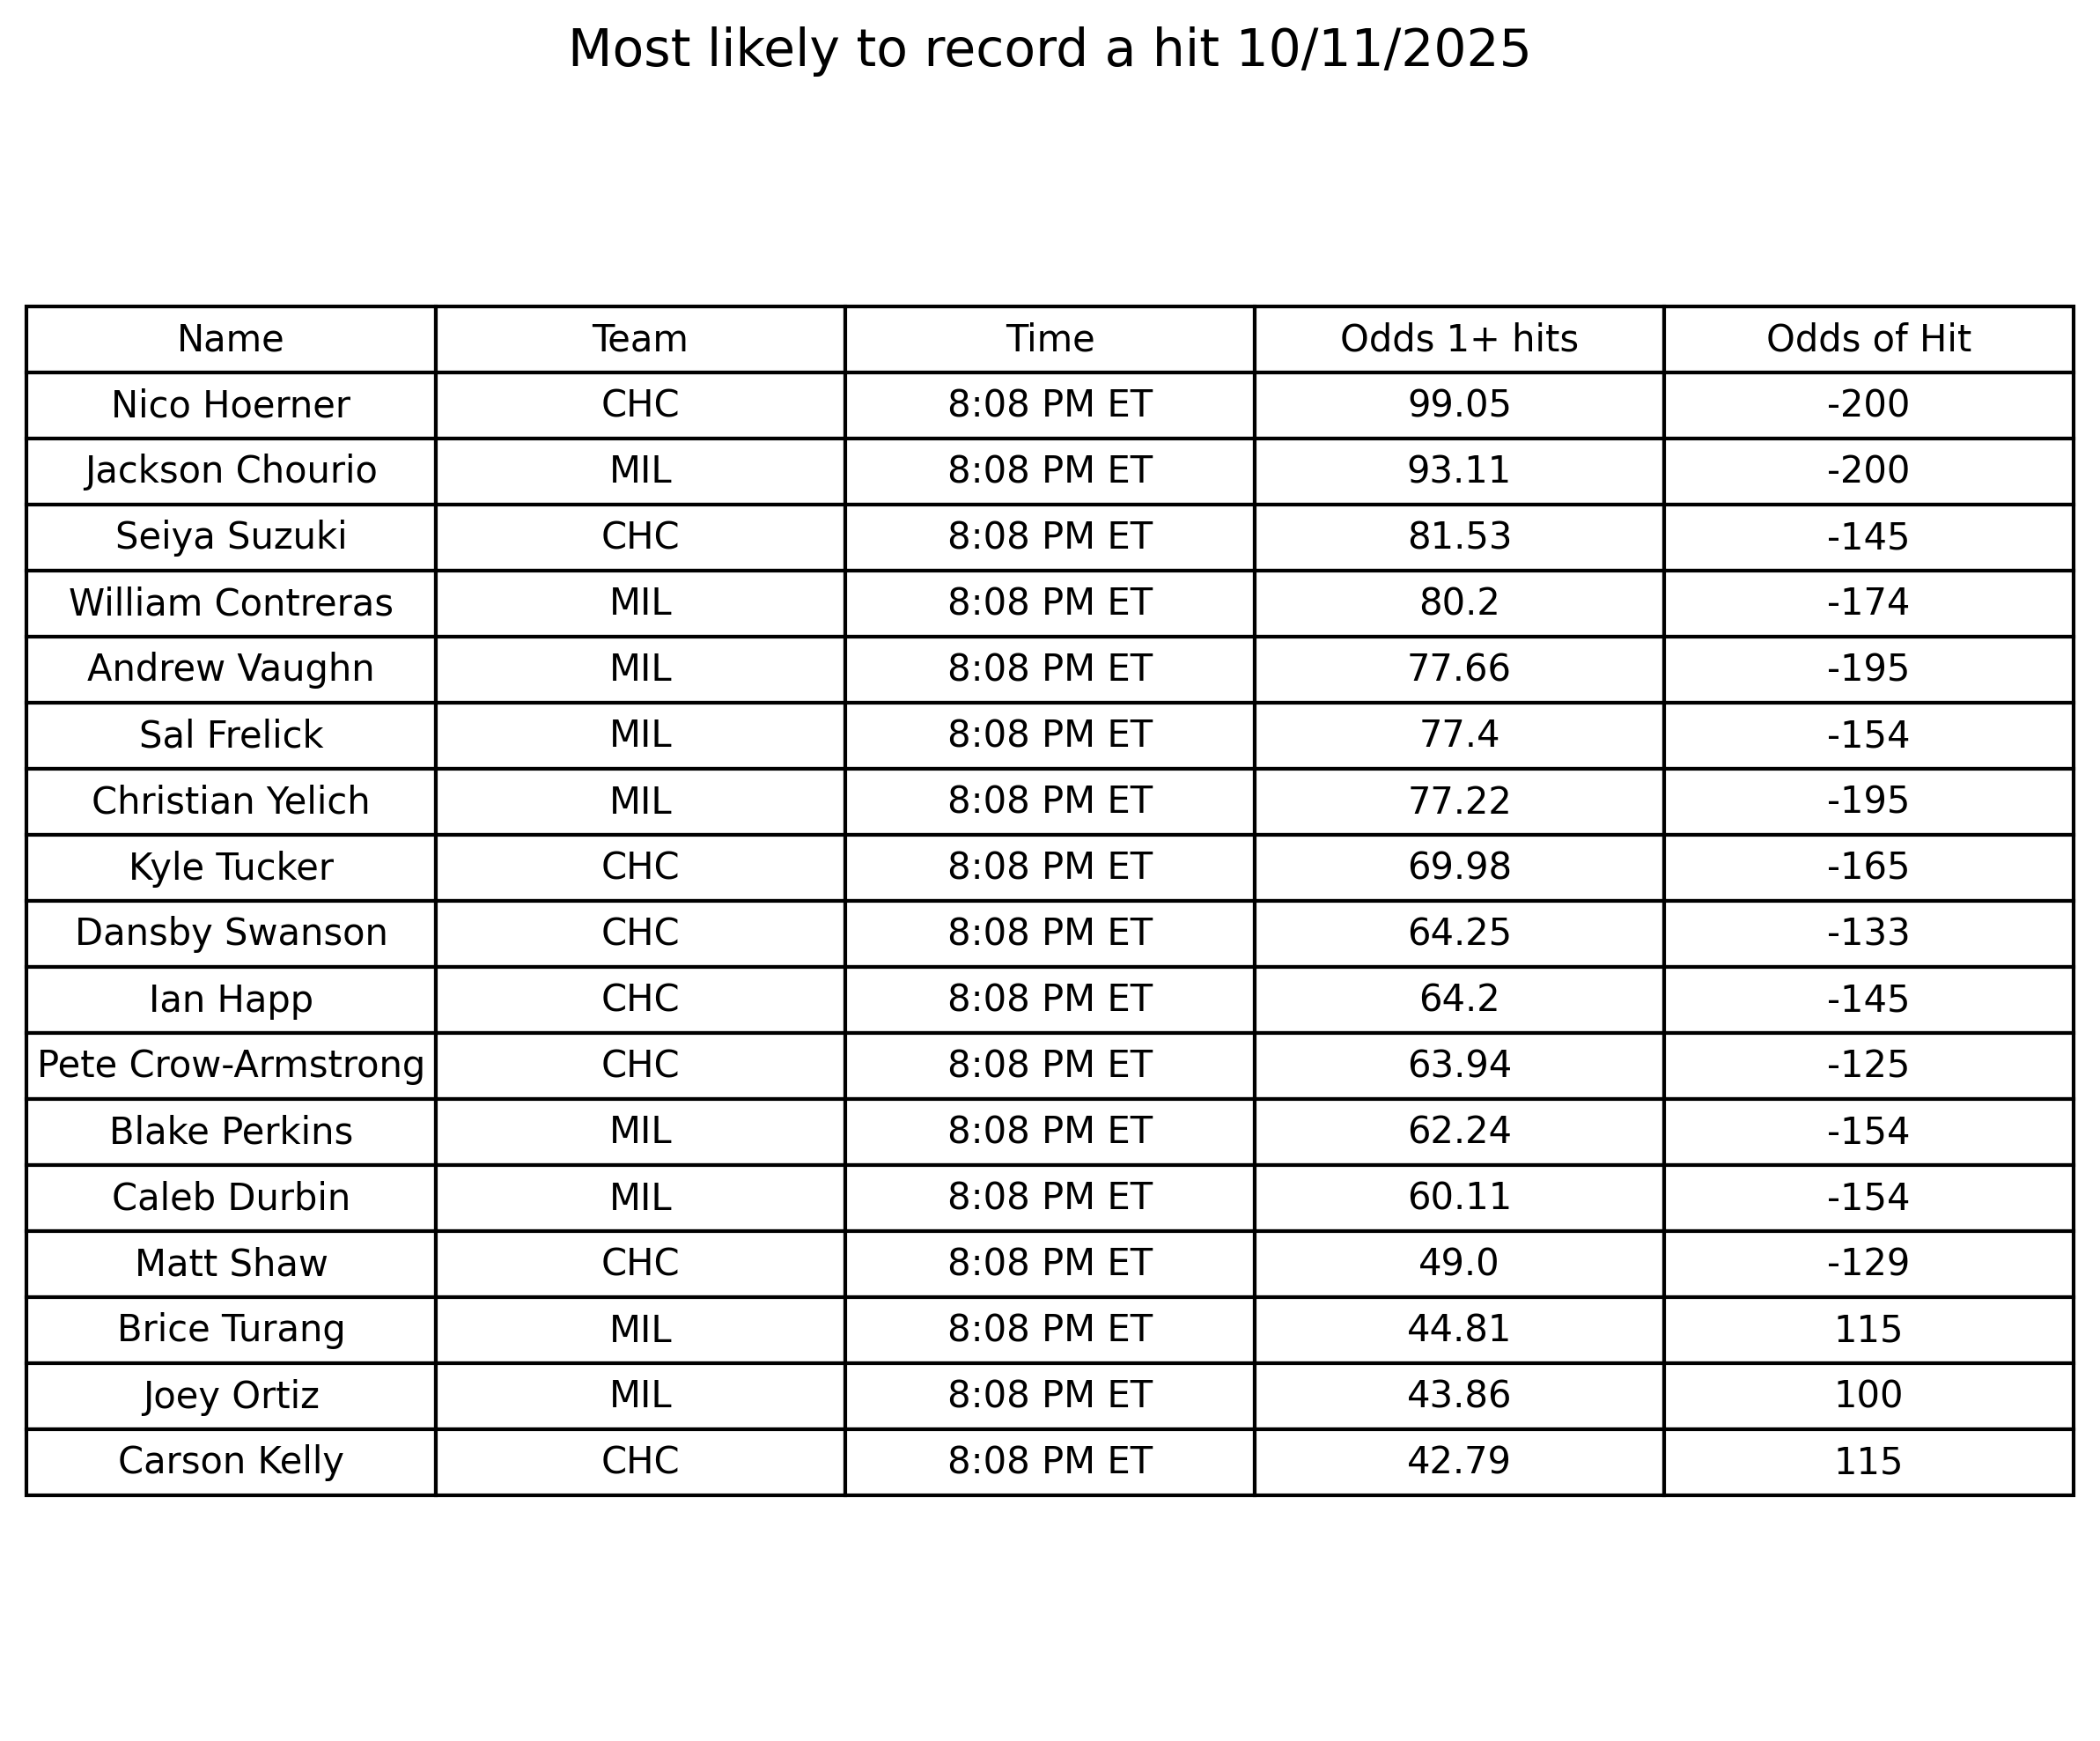 Most likely to record a hit 10/11/2025
Name Team Time Odds 1+ hits Odds of Hit
Nico Hoerner CHC 8:08 PM ET 99.05 -200
Jackson Chourio MIL 8:08 PM ET 93.11 -200
Seiya Suzuki CHC 8:08 PM ET 81.53 -145
William Contreras MIL 8:08 PM ET 80.2 -174
Andrew Vaughn MIL 8:08 PM ET 77.66 -195
Sal Frelick MIL 8:08 PM ET 77.4 -154
Christian Yelich MIL 8:08 PM ET 77.22 -195
Kyle Tucker CHC 8:08 PM ET 69.98 -165
Dansby Swanson CHC 8:08 PM ET 64.25 -133
Ian Happ CHC 8:08 PM ET 64.2 -145
Pete Crow-Armstrong CHC 8:08 PM ET 63.94 -125
Blake Perkins MIL 8:08 PM ET 62.24 -154
Caleb Durbin MIL 8:08 PM ET 60.11 -154
Matt Shaw CHC 8:08 PM ET 49.0 -129
Brice Turang MIL 8:08 PM ET 44.81 115
Joey Ortiz MIL 8:08 PM ET 43.86 100
Carson Kelly CHC 8:08 PM ET 42.79 115